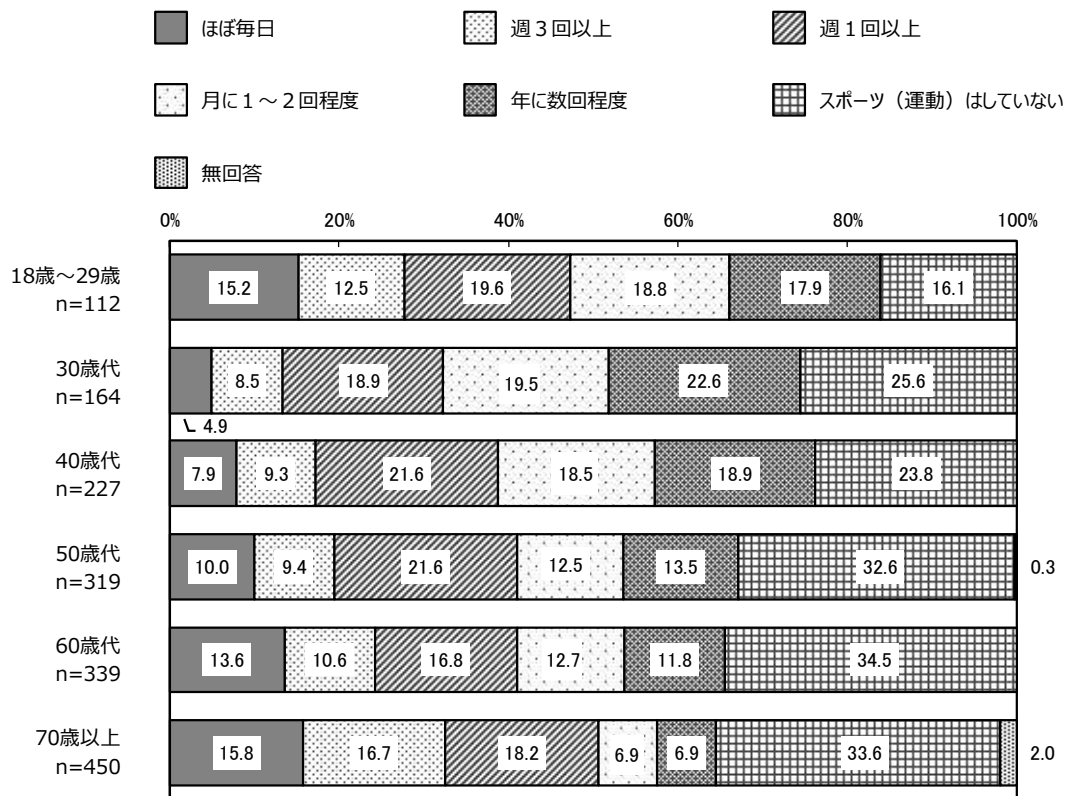 ほぼ毎日 週３回以上 週１回以上
月に１～２回程度 年に数回程度 スポーツ（運動）はしていない
無回答
0% 20% 40% 60% 80% 100%
18歳～29歳
n=112
15.2 12.5 19.6 18.8 17.9 16.1
30歳代
n=164
8.5 18.9 19.5 22.6 25.6
4.9
40歳代
n=227
7.9 9.3 21.6 18.5 18.9 23.8
50歳代
n=319
10.0 9.4 21.6 12.5 13.5 32.6 0.3
60歳代
n=339
13.6 10.6 16.8 12.7 11.8 34.5
70歳以上
n=450
15.8 16.7 18.2 6.9 6.9 33.6 2.0